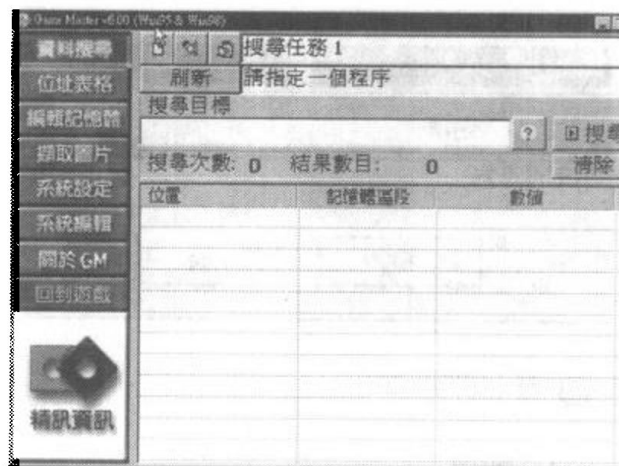 Game Master v6.00 (Win95 & Win98)
資料搜尋
位址表格
編輯記憶體
擷取圖片
系統設定
系統編輯
關於GM
回到遊戲
精訊資訊
搜尋任務 1
刷新 請指定一個程序
搜尋目標
? 搜尋
搜尋次數: 0 結果數目: 0 清除
位置 記憶體區段 數值